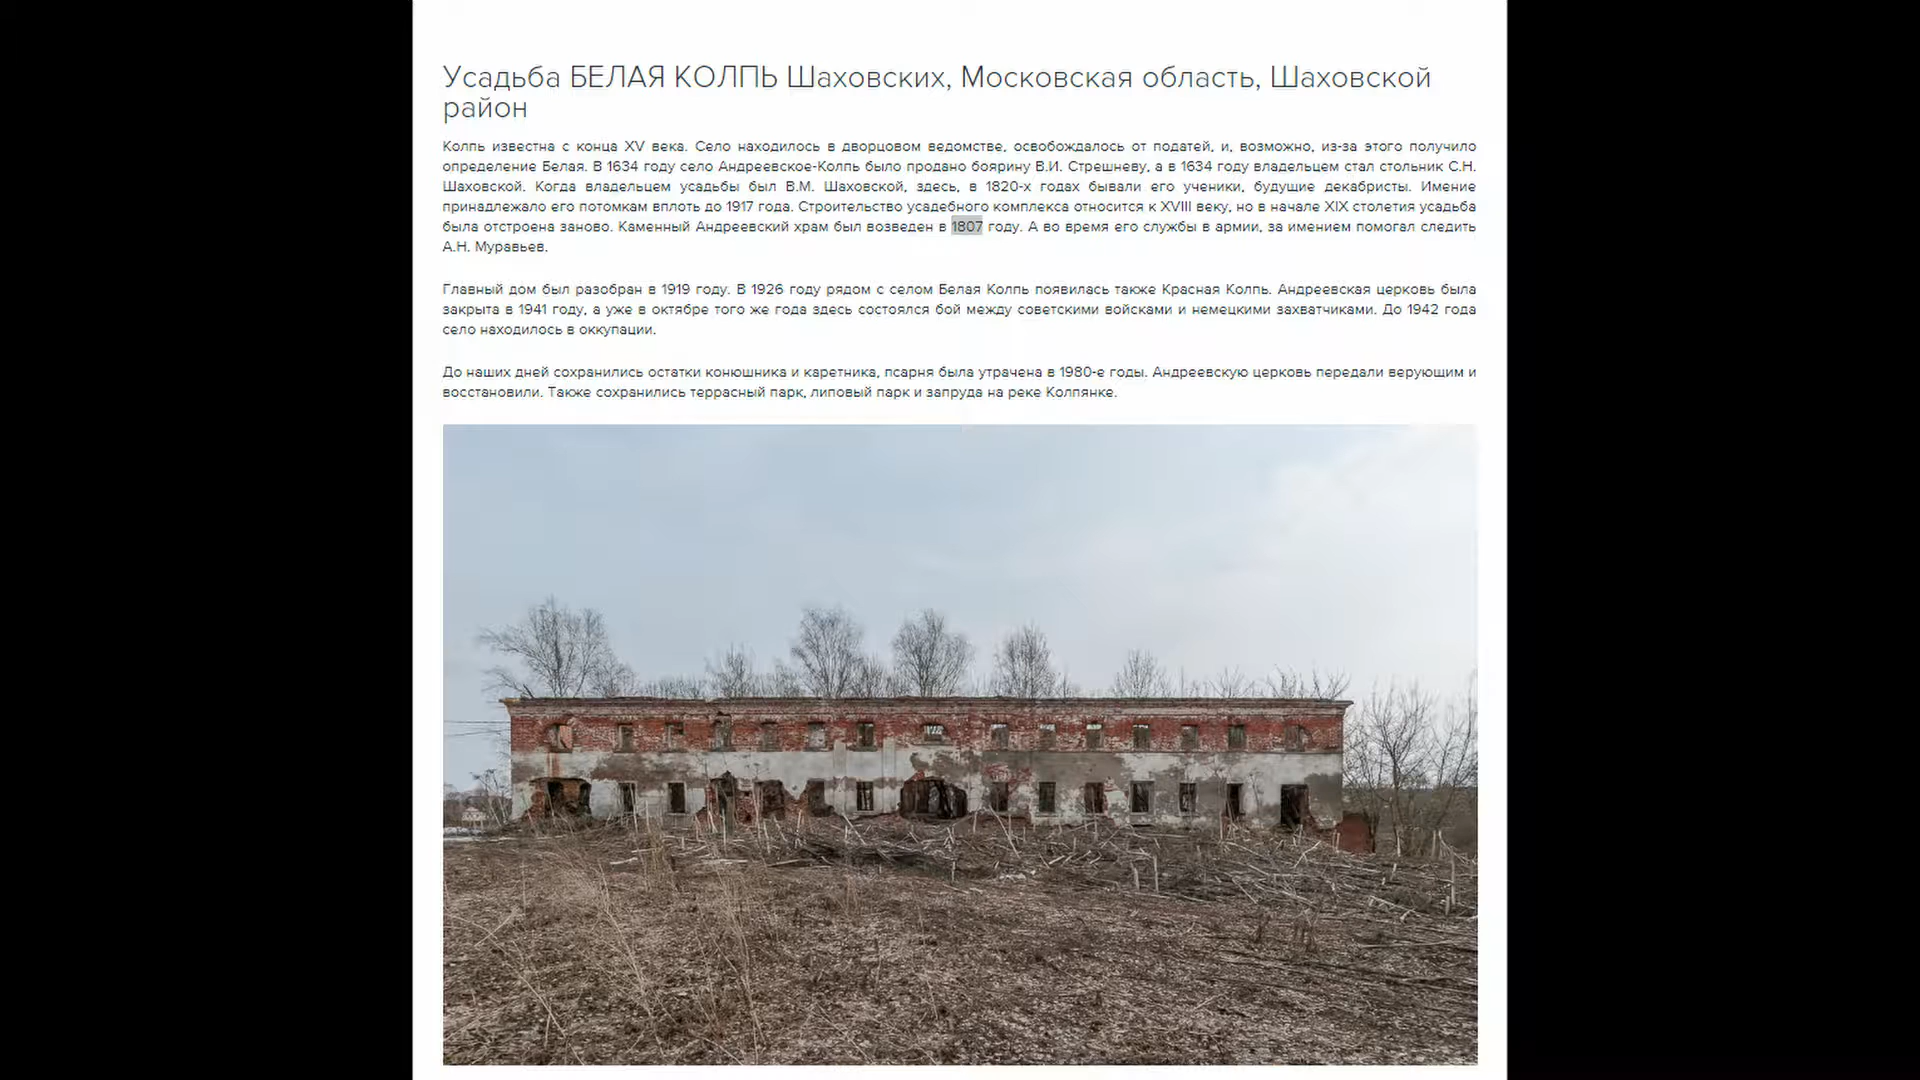 Усадьба БЕЛАЯ КОЛПЬ Шаховских, Московская область, Шаховской
район
Колпь известна с конца XV века. Село находилось в дворцовом ведомстве, освобождалось от податей, и, возможно, из-за этого получило
определение Белая. В 1634 году село Андреевское-Колпь было продано боярину В.И. Стрешневу, а в 1634 году владельцем стал стольник С.Н.
Шаховской. Когда владельцем усадьбы был В.М. Шаховской, здесь, в 1820-х годах бывали его ученики, будущие декабристы. Имение
принадлежало его потомкам вплоть до 1917 года. Строительство усадебного комплекса относится к XVIII веку, но в начале XIX столетия усадьба
была отстроена заново. Каменный Андреевский храм был возведен в 1807 году. А во время его службы в армии, за имением помогал следить
А.Н. Муравьев.
Главный дом был разобран в 1919 году. В 1926 году рядом с селом Белая Колпь появилась также Красная Колпь. Андреевская церковь была
закрыта в 1941 году, а уже в октябре того же года здесь состоялся бой между советскими войсками и немецкими захватчиками. До 1942 года
село находилось в оккупации.
До наших дней сохранились остатки конюшника и каретника, псарня была утрачена в 1980-е годы. Андреевскую церковь передали верующим и
восстановили. Также сохранились террасный парк, липовый парк и запруда на реке Колпянке.